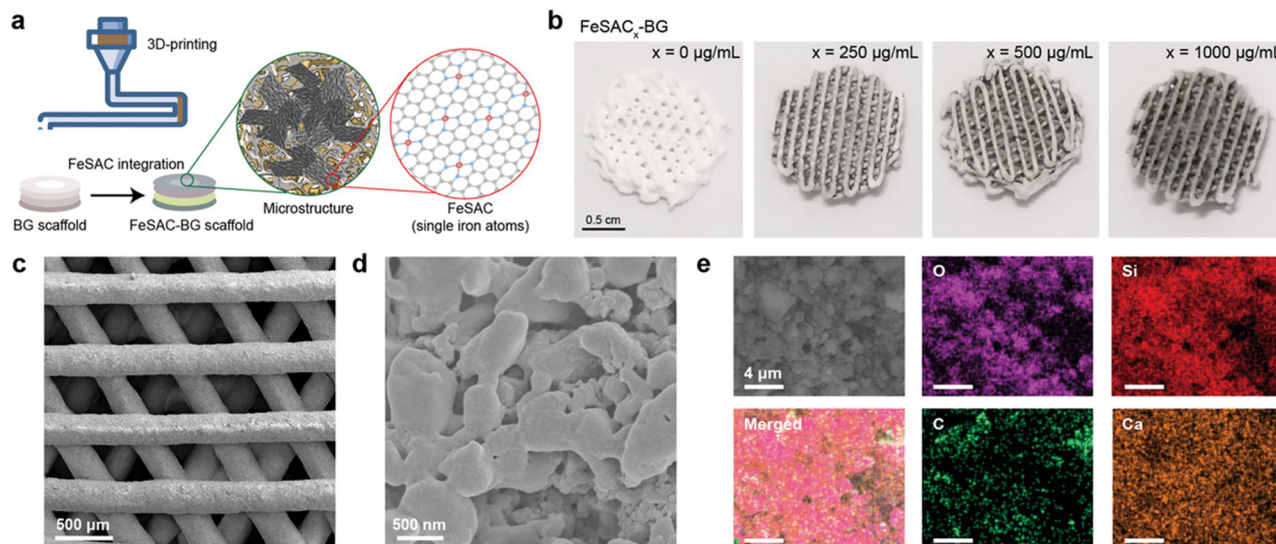 a
3D-printing
FeSAC integration
BG scaffold
FeSAC-BG scaffold
Microstructure
FeSAC
(single iron atoms)
b
FeSACₓ-BG
x = 0 µg/mL
x = 250 µg/mL
x = 500 µg/mL
x = 1000 µg/mL
0.5 cm
c
500 µm
d
500 nm
e
4 µm
O
Si
Merged
C
Ca